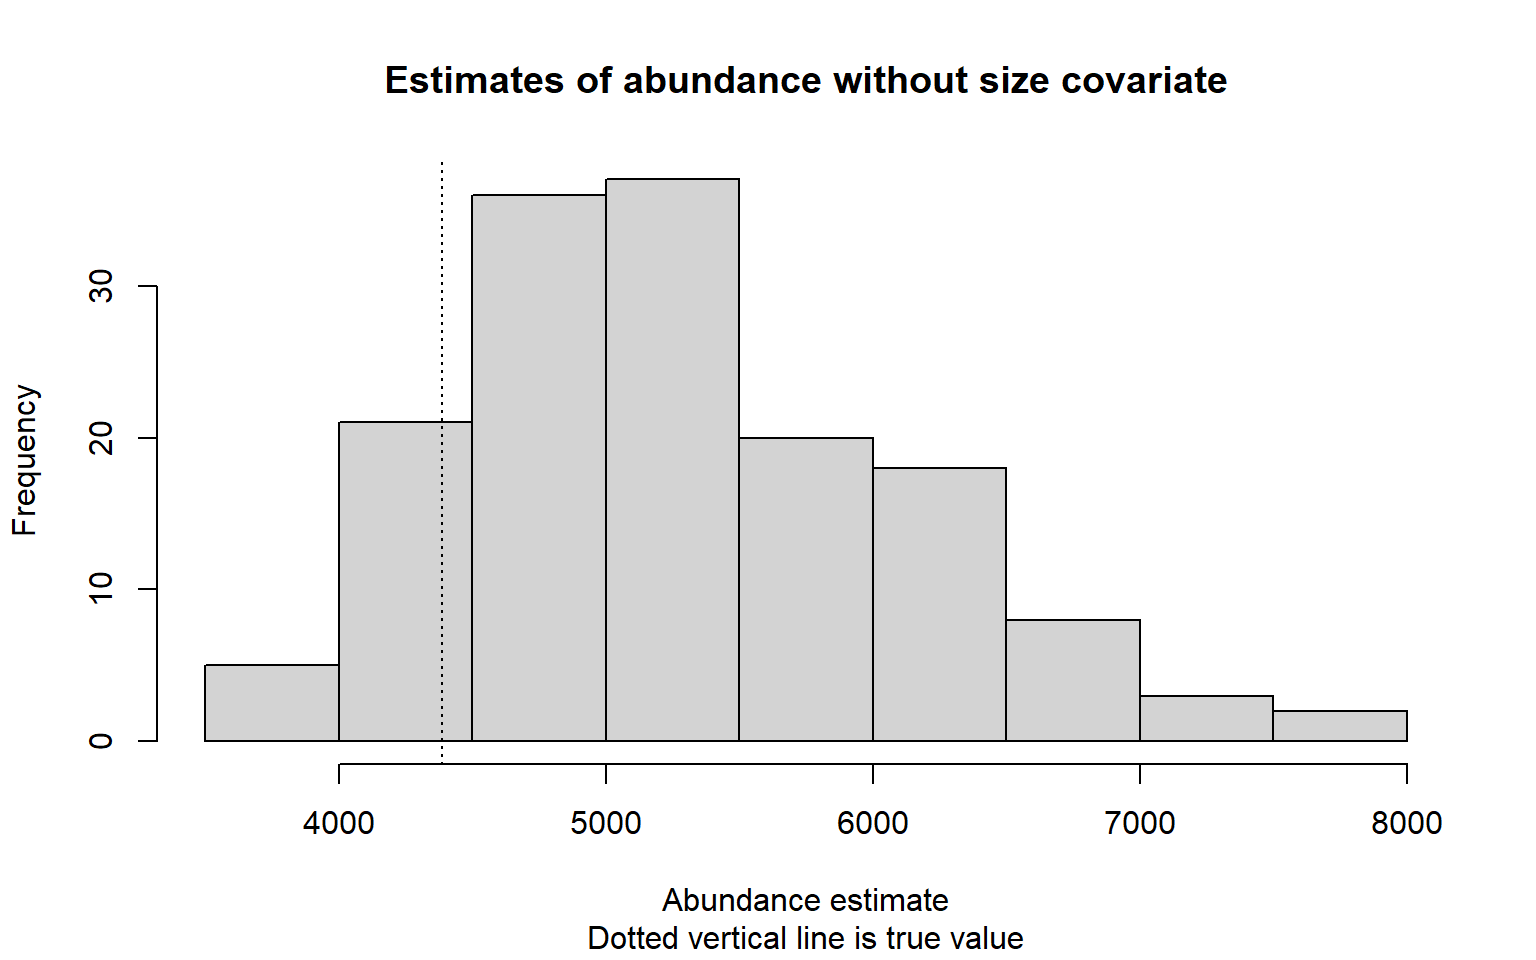 Estimates of abundance without size covariate
Frequency
30
20
10
0
4000 5000 6000 7000 8000
Abundance estimate
Dotted vertical line is true value